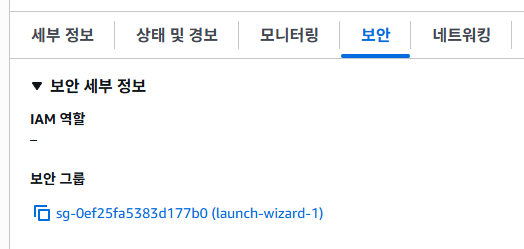 세부 정보 상태 및 경보 모니터링 보안 네트워킹
▼ 보안 세부 정보
IAM 역할
–
보안 그룹
sg-0ef25fa5383d177b0 (launch-wizard-1)